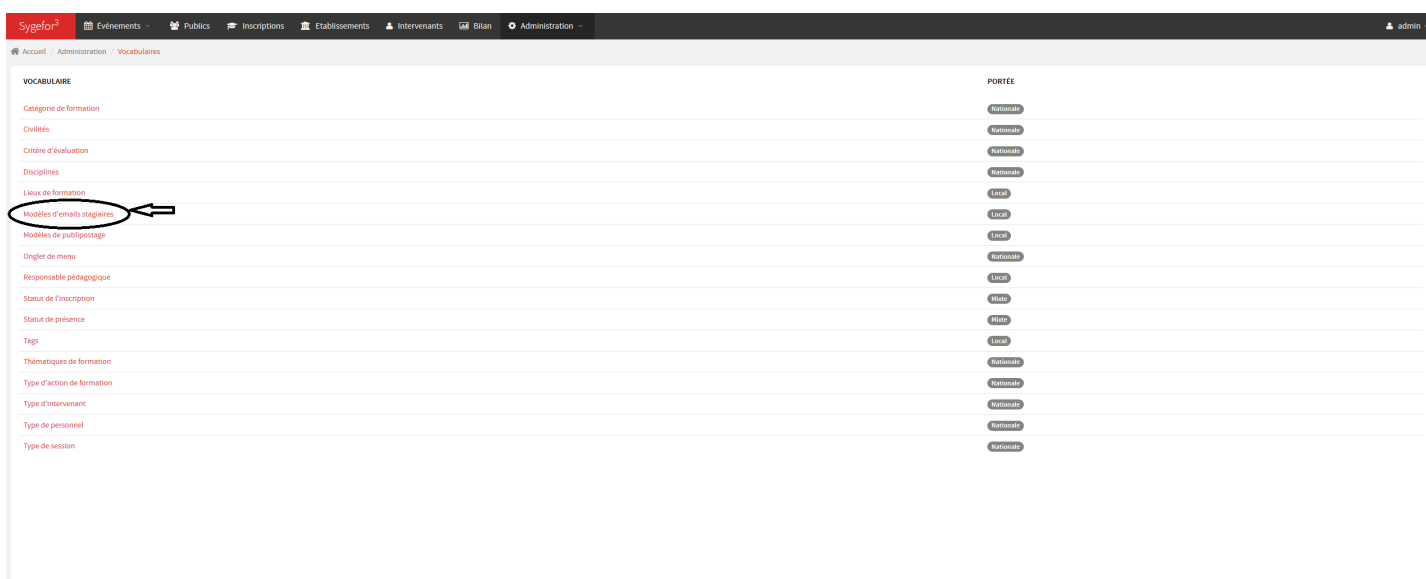 Sygefor3 Evénements Publics Inscriptions Etablissements Intervenants Bilan Administration admin
Accueil / Administration / Vocabulaires
VOCABULAIRE PORTÉE
Catégorie de formation Nationale
Civilités Nationale
Critère d'évaluation Nationale
Disciplines Nationale
Lieux de formation Local
Modèles d'emails stagiaires Local
Modèles de publipostage Local
Onglet de menu Nationale
Responsable pédagogique Local
Statut de l'inscription Mixte
Statut de présence Mixte
Tags Local
Thématiques de formation Nationale
Type d'action de formation Nationale
Type d'intervenant Nationale
Type de personnel Nationale
Type de session Nationale